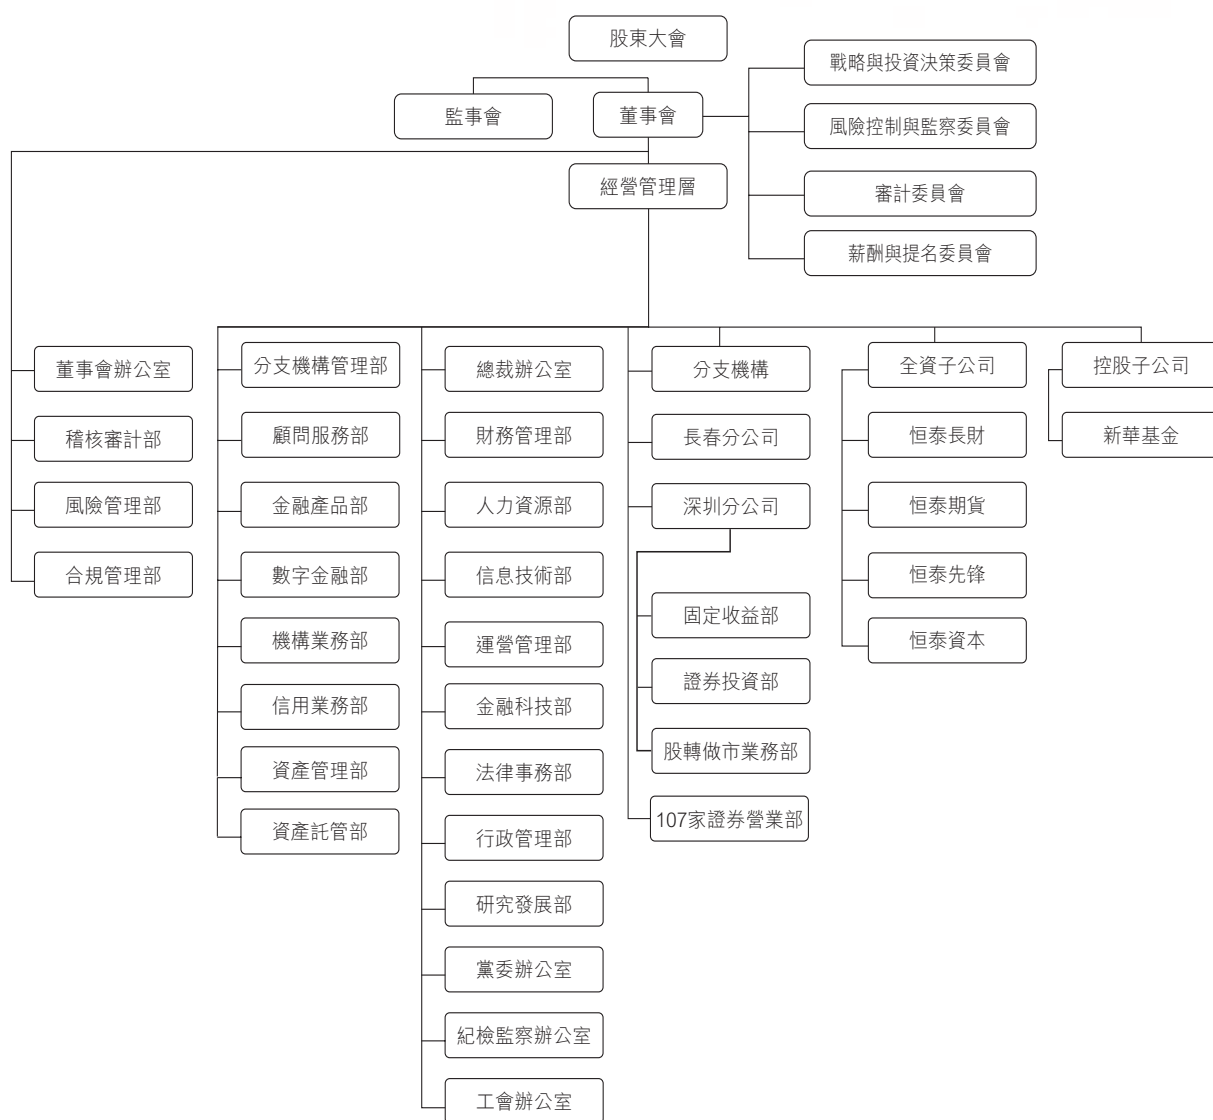 股東大會
監事會
董事會
戰略與投資決策委員會
風險控制與監察委員會
審計委員會
薪酬與提名委員會
經營管理層
董事會辦公室
稽核審計部
風險管理部
合規管理部
分支機構管理部
顧問服務部
金融產品部
數字金融部
機構業務部
信用業務部
資產管理部
資產託管部
總裁辦公室
財務管理部
人力資源部
信息技術部
運營管理部
金融科技部
法律事務部
行政管理部
研究發展部
黨委辦公室
紀檢監察辦公室
工會辦公室
分支機構
長春分公司
深圳分公司
固定收益部
證券投資部
股轉做市業務部
107家證券營業部
全資子公司
恒泰長財
恒泰期貨
恒泰先锋
恒泰資本
控股子公司
新華基金